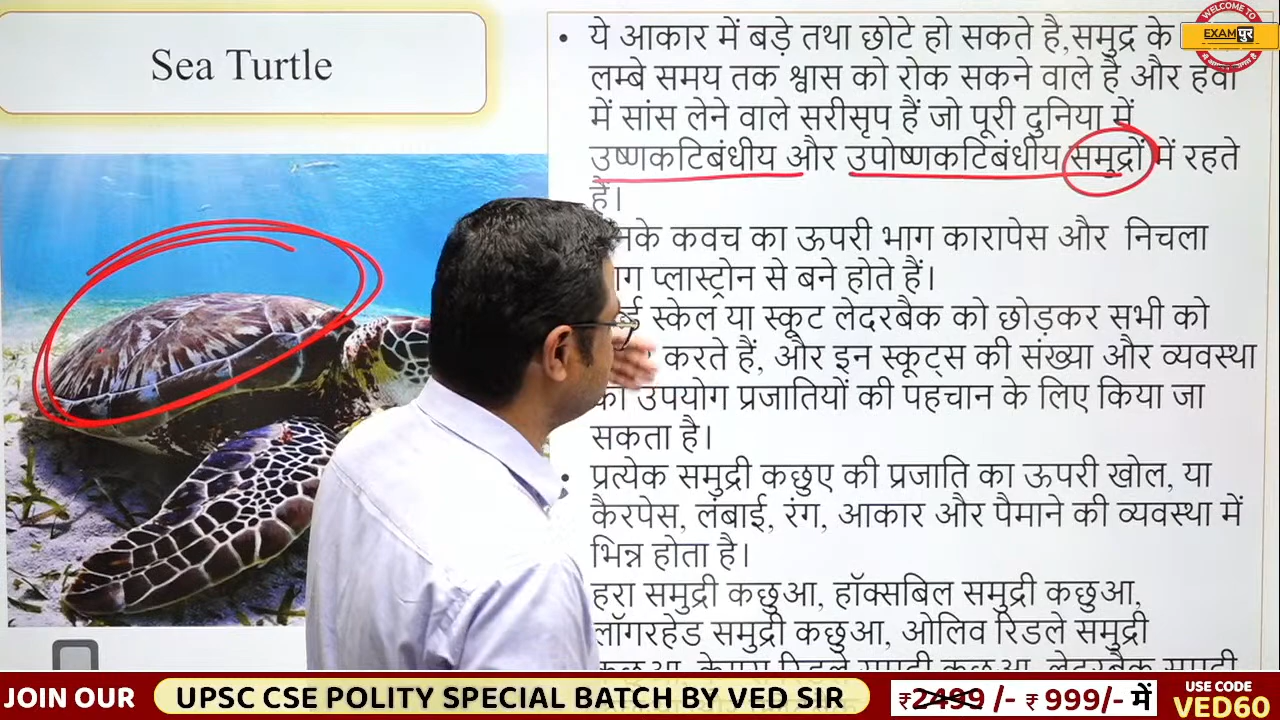 Sea Turtle
ये आकार में बड़े तथा छोटे हो सकते है,समुद्र के
लम्बे समय तक श्वास को रोक सकने वाले है और हवा
में सांस लेने वाले सरीसृप हैं जो पूरी दुनिया में
उष्णकटिबंधीय और उपोष्णकटिबंधीय समुद्रों में रहते
हैं।
कवच का ऊपरी भाग कारापेस और निचला
प्लास्ट्रोन से बने होते हैं।
स्केल या स्कूट लेदरबैक को छोड़कर सभी को
करते हैं, और इन स्कूट्स की संख्या और व्यवस्था
का उपयोग प्रजातियों की पहचान के लिए किया जा
सकता है।
प्रत्येक समुद्री कछुए की प्रजाति का ऊपरी खोल, या
कैरपेस, लंबाई, रंग, आकार और पैमाने की व्यवस्था में
भिन्न होता है।
हरा समुद्री कछुआ, हॉक्सबिल समुद्री कछुआ,
लॉगरहेड समुद्री कछुआ, ओलिव रिडले समुद्री
WELCOME TO
EXAMपुर
JOIN OUR
UPSC CSE POLITY SPECIAL BATCH BY VED SIR
₹2499 /- ₹ 999/- में
USE CODE
VED60